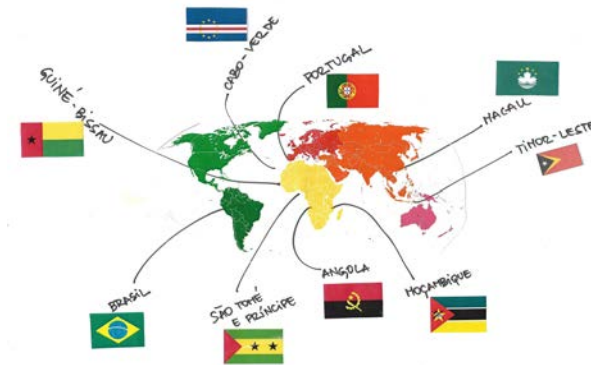 CABO-VERDE
GUINÉ-BISSAU
PORTUGAL
MACAU
TIMOR-LESTE
BRASIL
SÃO TOMÉ
E PRÍNCIPE
ANGOLA
MOÇAMBIQUE